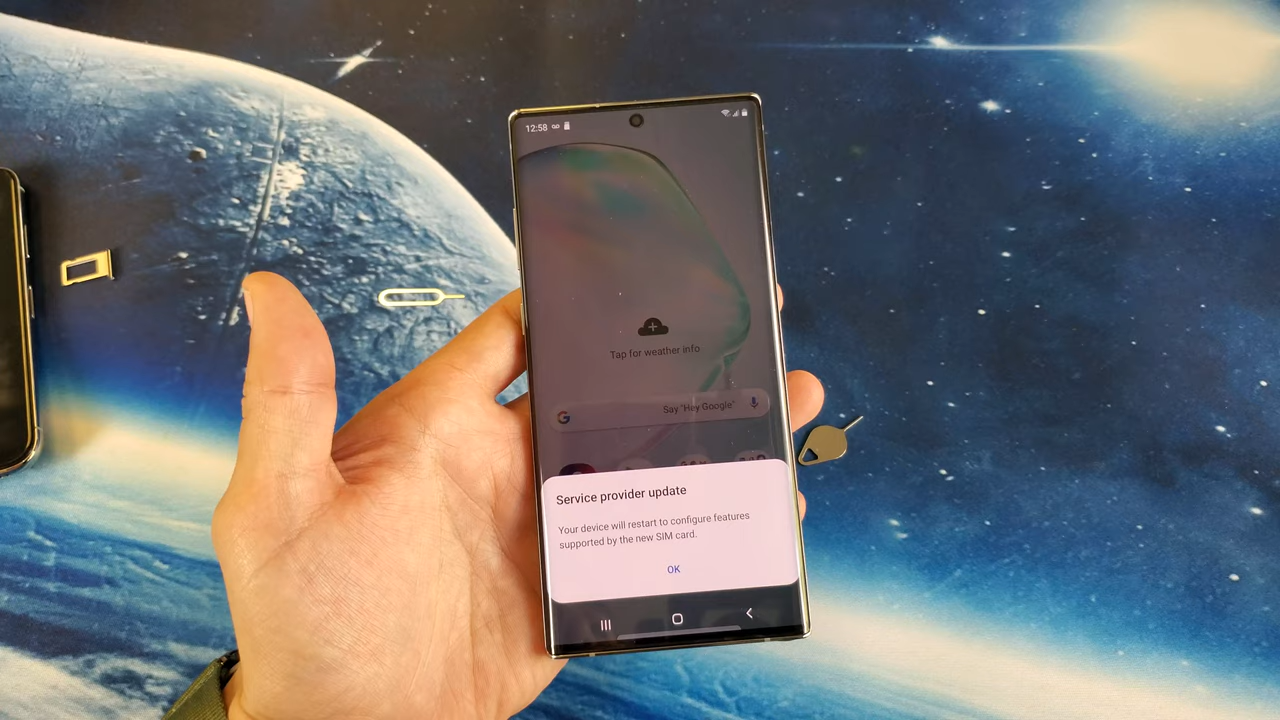 12:58
Tap for weather info
G Say "Hey Google"
Service provider update
Your device will restart to configure features
supported by the new SIM card.
OK